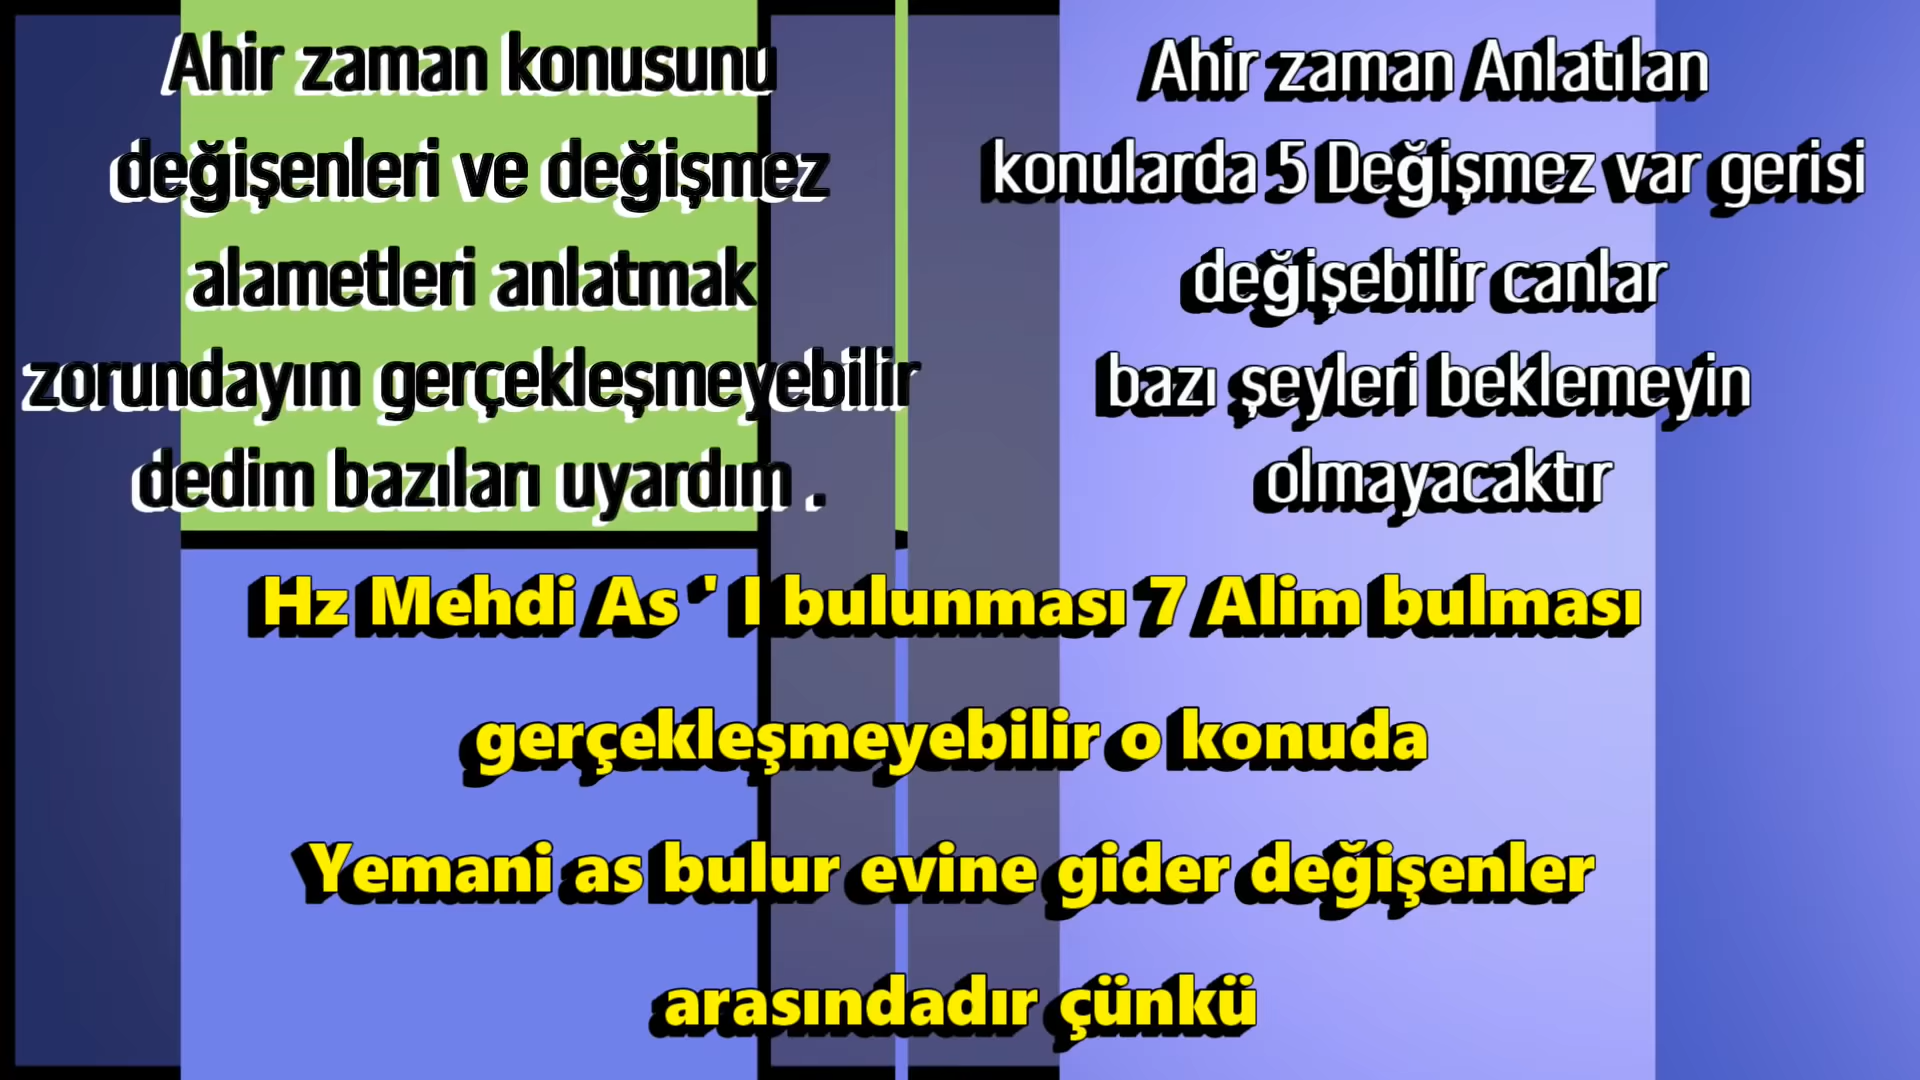 Ahir zaman konusunu
değişenleri ve değişmez
alametleri anlatmak
zorundayım gerçekleşmeyebilir
dedim bazıları uyardım .
Ahir zaman Anlatılan
konularda 5 Değişmez var gerisi
değişebilir canlar
bazı şeyleri beklemeyin
olmayacaktır
Hz Mehdi As ' I bulunması 7 Alim bulması
gerçekleşmeyebilir o konuda
Yemani as bulur evine gider değişenler
arasındadır çünkü